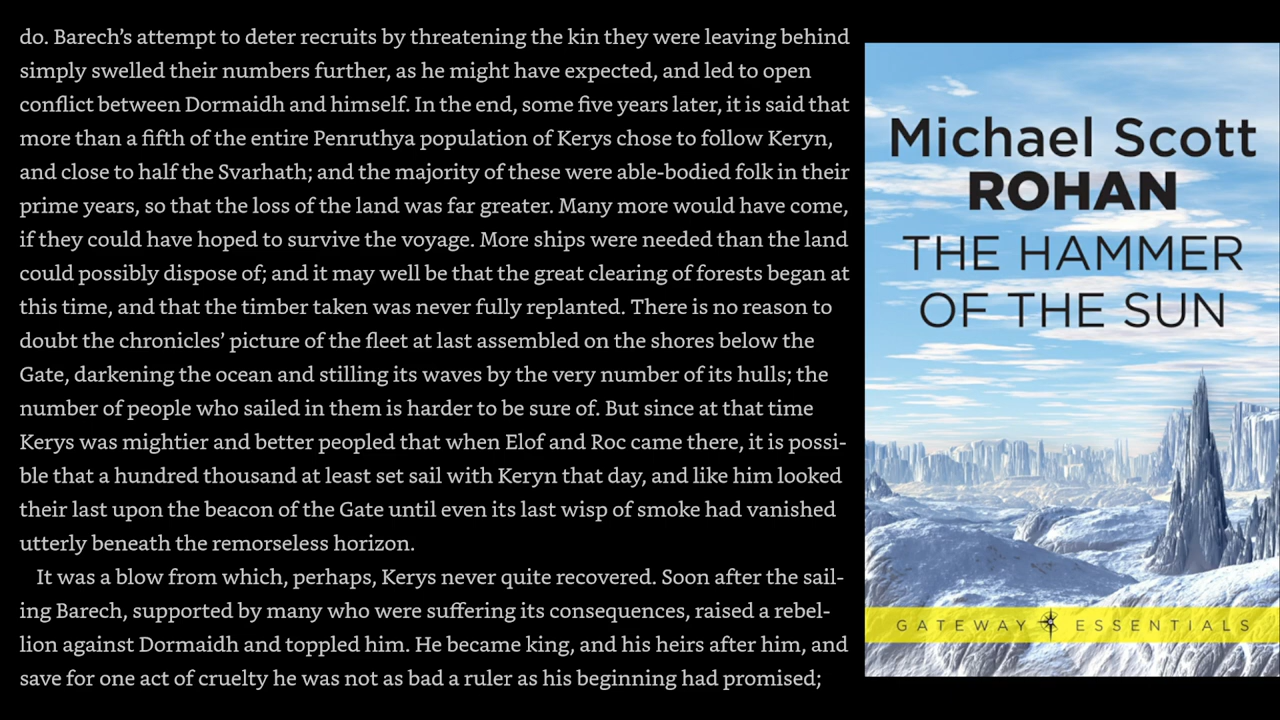 do. Barech’s attempt to deter recruits by threatening the kin they were leaving behind
simply swelled their numbers further, as he might have expected, and led to open
conflict between Dormaidh and himself. In the end, some five years later, it is said that
more than a fifth of the entire Penruthya population of Kerys chose to follow Keryn,
and close to half the Svarhath; and the majority of these were able-bodied folk in their
prime years, so that the loss of the land was far greater. Many more would have come,
if they could have hoped to survive the voyage. More ships were needed than the land
could possibly dispose of; and it may well be that the great clearing of forests began at
this time, and that the timber taken was never fully replanted. There is no reason to
doubt the chronicles’ picture of the fleet at last assembled on the shores below the
Gate, darkening the ocean and stilling its waves by the very number of its hulls; the
number of people who sailed in them is harder to be sure of. But since at that time
Kerys was mightier and better peopled that when Elof and Roc came there, it is possi-
ble that a hundred thousand at least set sail with Keryn that day, and like him looked
their last upon the beacon of the Gate until even its last wisp of smoke had vanished
utterly beneath the remorseless horizon.
It was a blow from which, perhaps, Kerys never quite recovered. Soon after the sail-
ing Barech, supported by many who were suffering its consequences, raised a rebel-
lion against Dormaidh and toppled him. He became king, and his heirs after him, and
save for one act of cruelty he was not as bad a ruler as his beginning had promised;
Michael Scott
ROHAN
THE HAMMER
OF THE SUN
GATEWAY ESSENTIALS